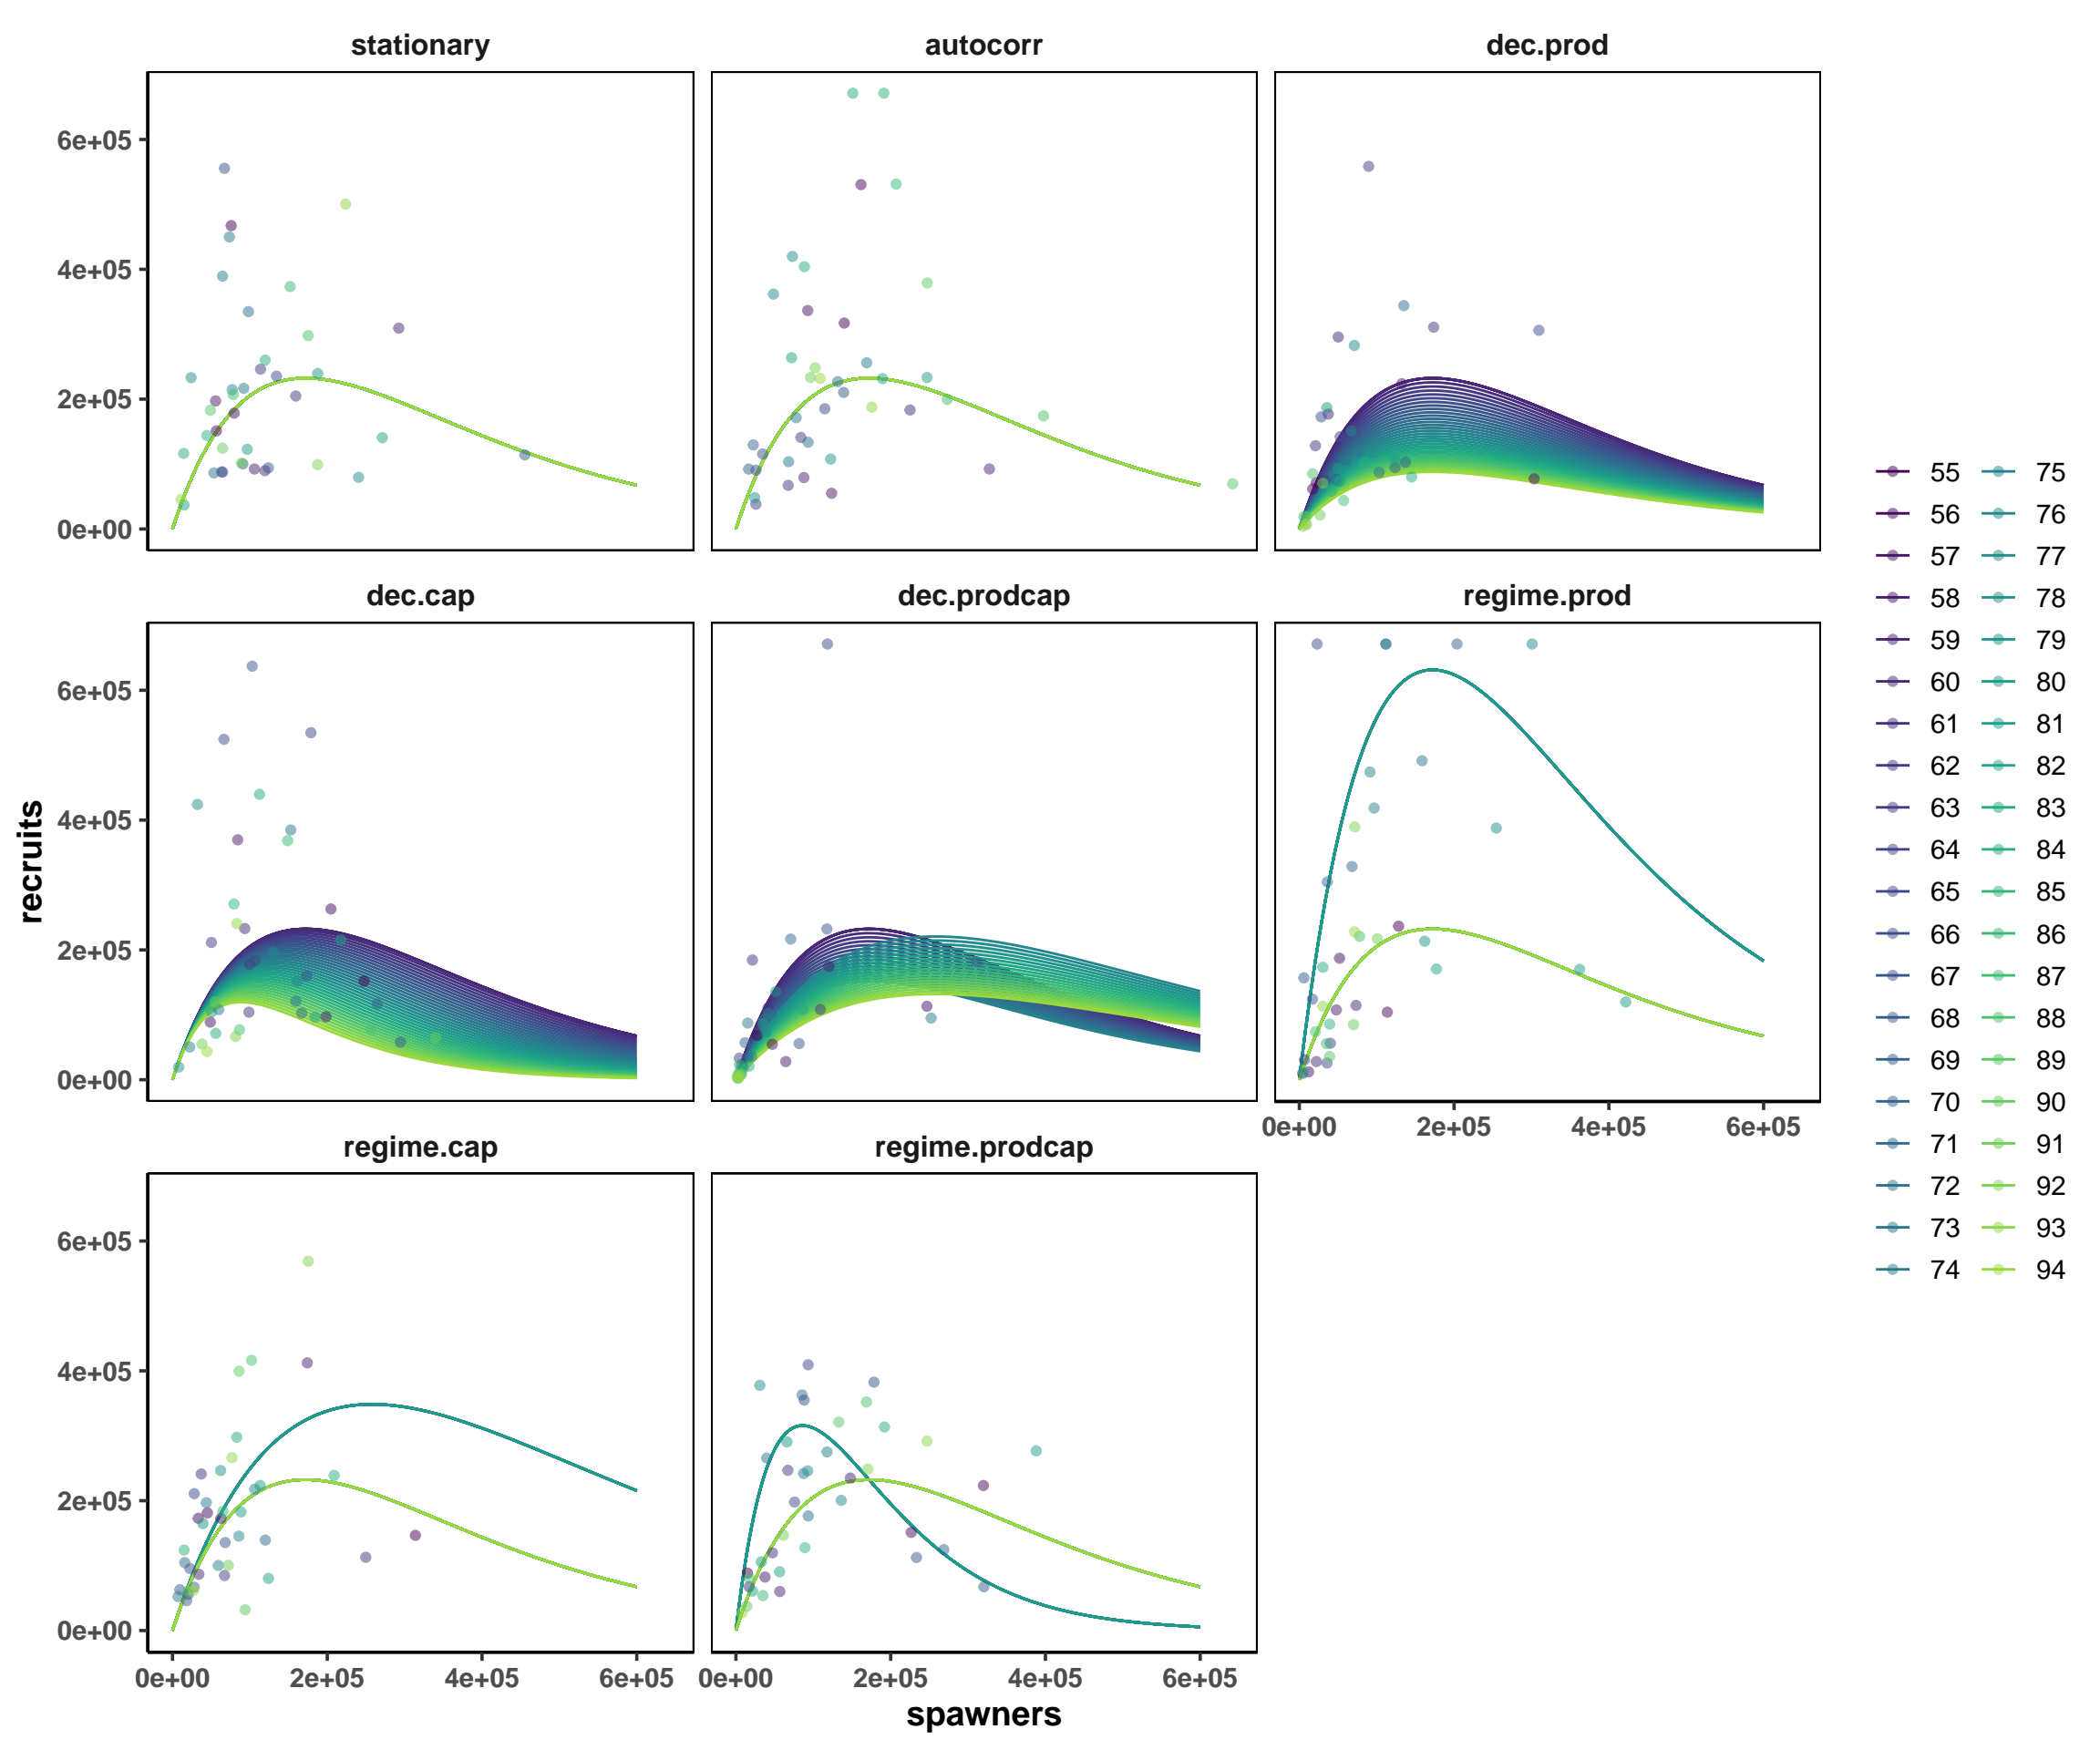 stationary autocorr dec.prod
6e+05
4e+05
2e+05
0e+00
dec.cap dec.prodcap regime.prod
6e+05
4e+05
2e+05
0e+00
0e+00 2e+05 4e+05 6e+05
regime.cap regime.prodcap
6e+05
4e+05
2e+05
0e+00
0e+00 2e+05 4e+05 6e+05 0e+00 2e+05 4e+05 6e+05
spawners
recruits
55 75
56 76
57 77
58 78
59 79
60 80
61 81
62 82
63 83
64 84
65 85
66 86
67 87
68 88
69 89
70 90
71 91
72 92
73 93
74 94